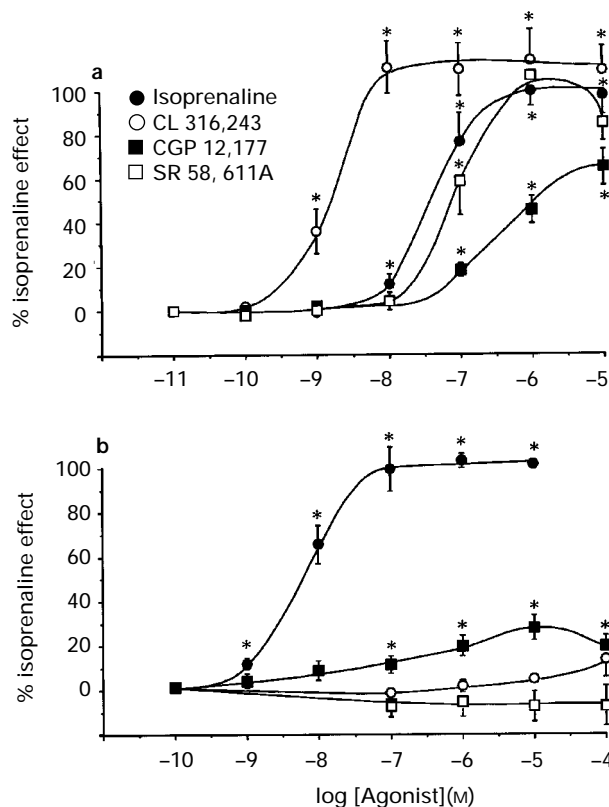 a
% isoprenaline effect
100
80
60
40
20
0
Isoprenaline
CL 316,243
CGP 12,177
SR 58, 611A
* * * * * * * * * * * * * *
−11 −10 −9 −8 −7 −6 −5
b
% isoprenaline effect
100
80
60
40
20
0
* * * * * * * * * *
−10 −9 −8 −7 −6 −5 −4
log [Agonist](M)